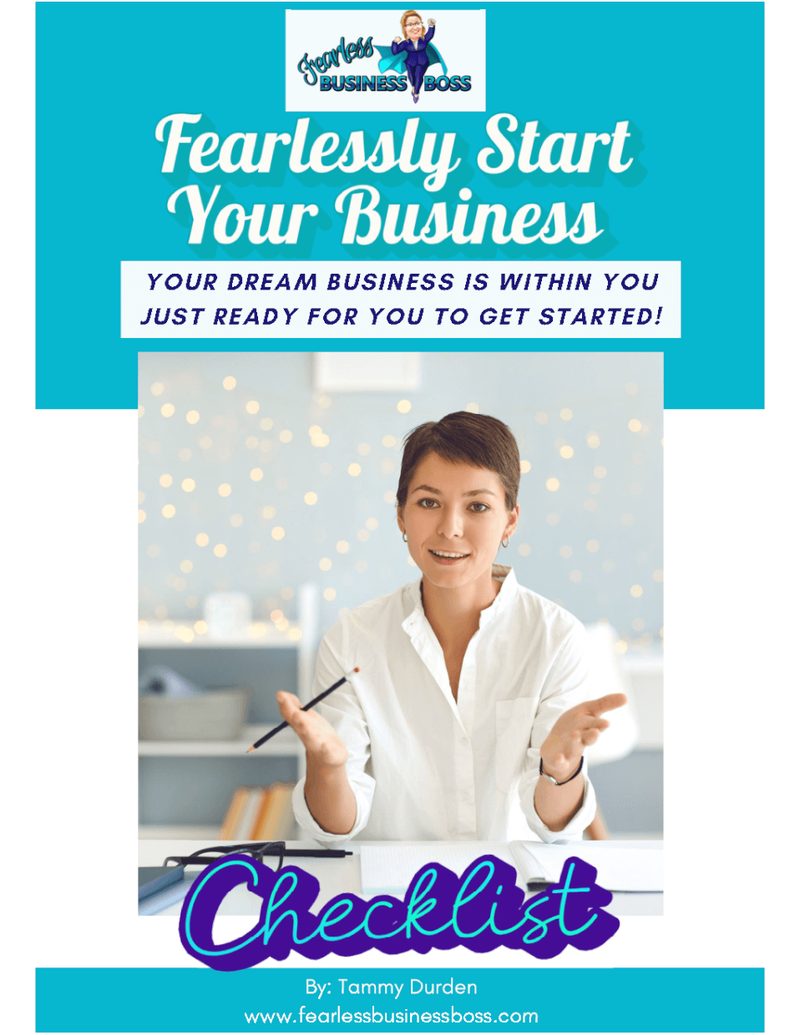 Fearless
BUSINESS BOSS
Fearlessly Start
Your Business
YOUR DREAM BUSINESS IS WITHIN YOU
JUST READY FOR YOU TO GET STARTED!
Checklist
By: Tammy Durden
www.fearlessbusinessboss.com